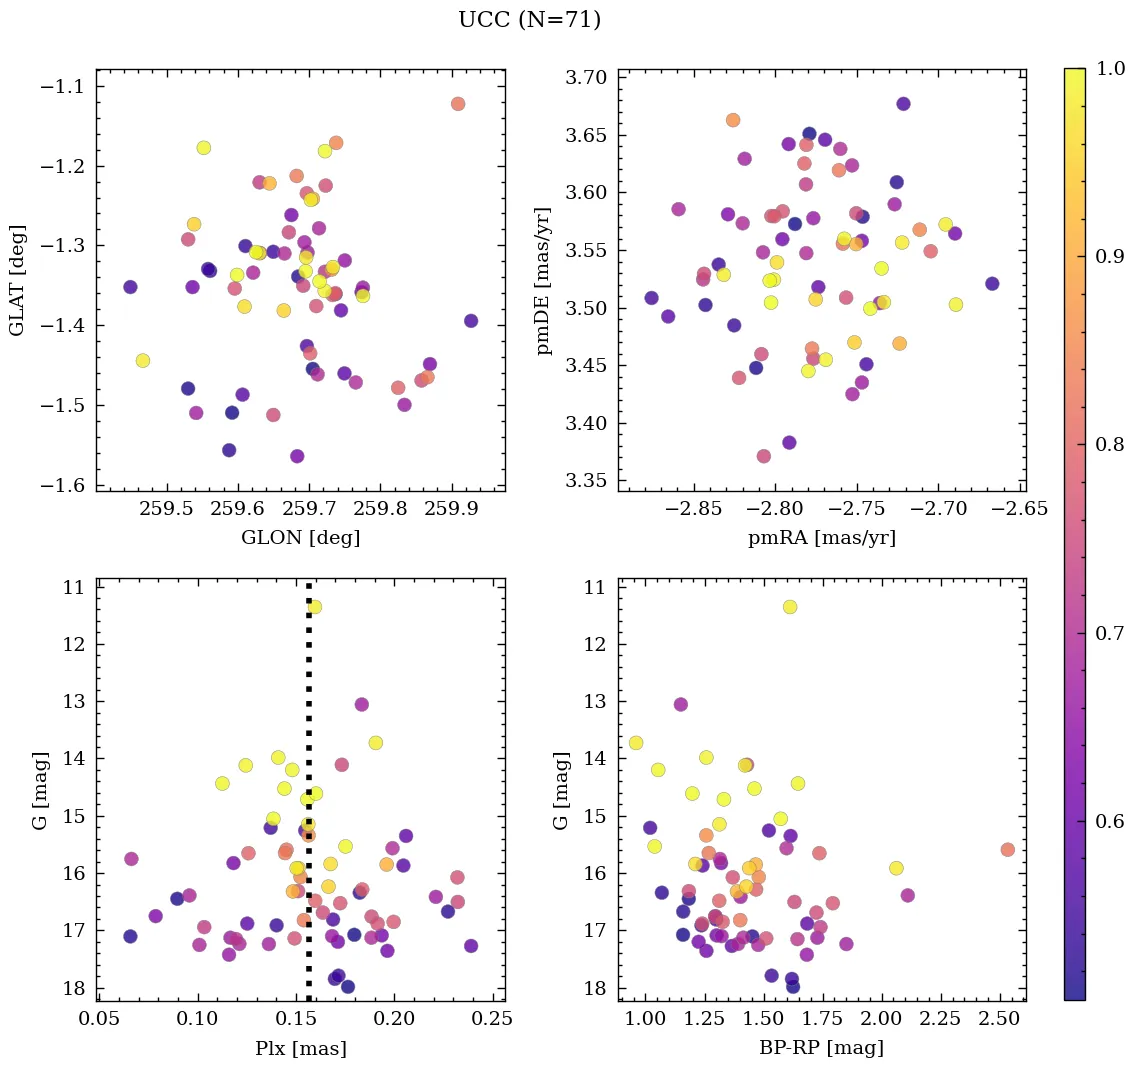 UCC (N=71)
−1.1
−1.2
−1.3
−1.4
−1.5
−1.6
GLAT [deg]
259.5 259.6 259.7 259.8 259.9
GLON [deg]
3.70
3.65
3.60
3.55
3.50
3.45
3.40
3.35
pmDE [mas/yr]
−2.85 −2.80 −2.75 −2.70 −2.65
pmRA [mas/yr]
11
12
13
14
15
16
17
18
G [mag]
0.05 0.10 0.15 0.20 0.25
Plx [mas]
11
12
13
14
15
16
17
18
G [mag]
1.00 1.25 1.50 1.75 2.00 2.25 2.50
BP-RP [mag]
1.0
0.9
0.8
0.7
0.6